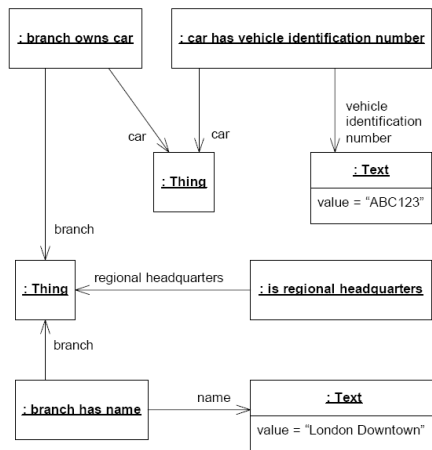 : branch owns car
: car has vehicle identification number
car
car
vehicle
identification
number
: Thing
: Text
value = “ABC123”
branch
: Thing
regional headquarters
: is regional headquarters
branch
: branch has name
name
: Text
value = “London Downtown”